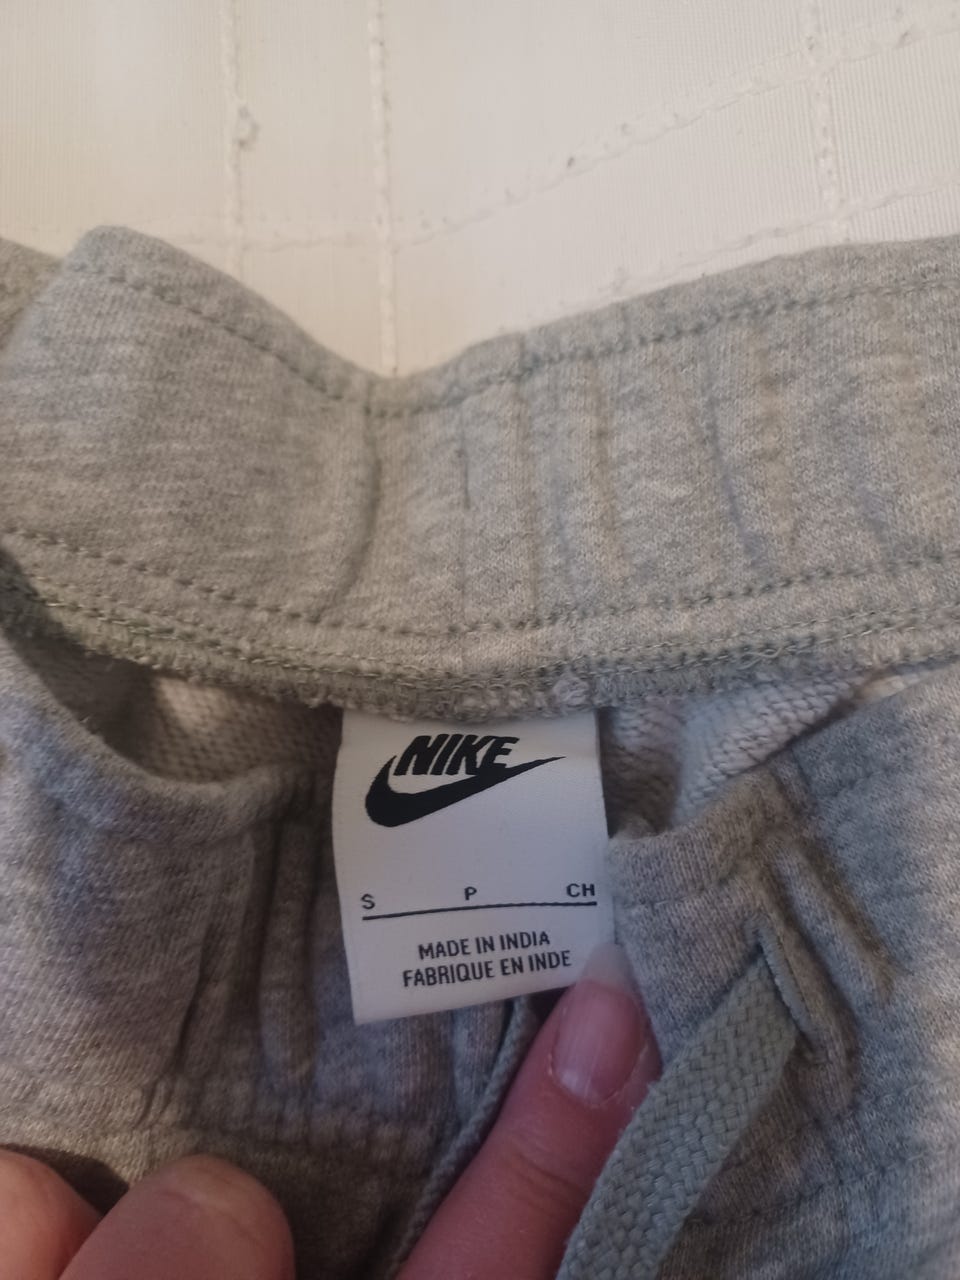 NIKE
S P CH
MADE IN INDIA
FABRIQUE EN INDE